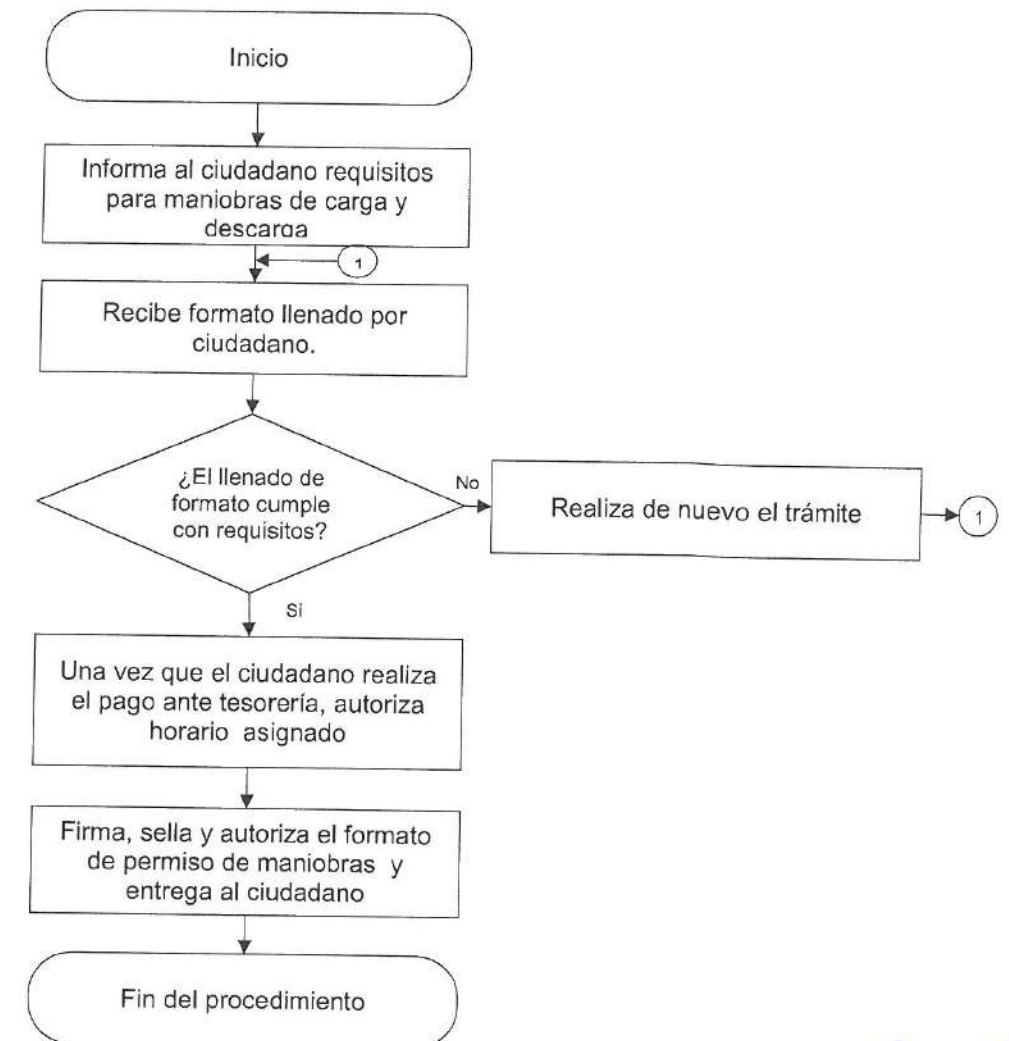 Inicio
Informa al ciudadano requisitos
para maniobras de carga y
descarga
1
Recibe formato llenado por
ciudadano.
¿El llenado de
formato cumple
con requisitos?
No
Realiza de nuevo el trámite
1
Si
Una vez que el ciudadano realiza
el pago ante tesorería, autoriza
horario asignado
Firma, sella y autoriza el formato
de permiso de maniobras y
entrega al ciudadano
Fin del procedimiento